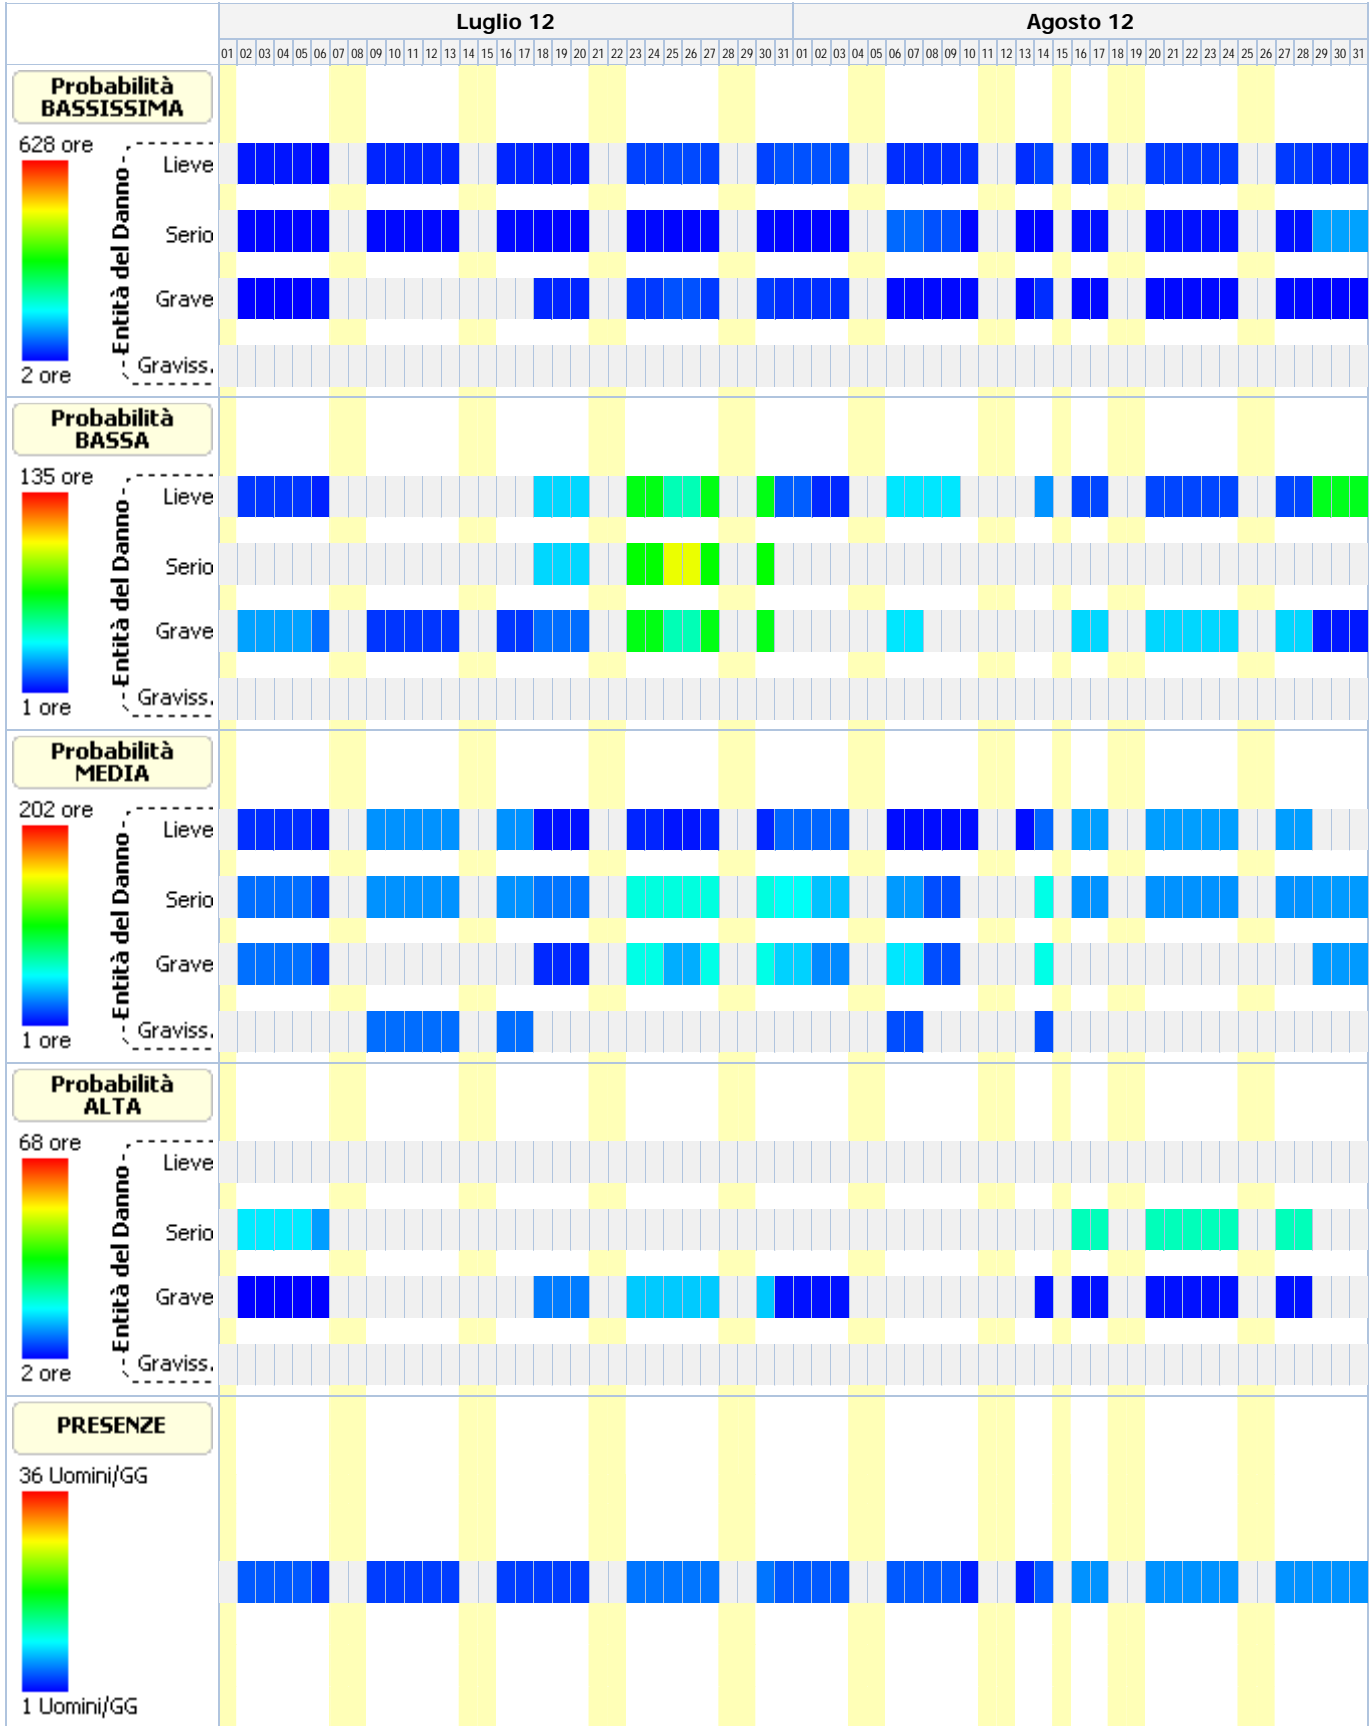 Luglio 12 Agosto 12
01 02 03 04 05 06 07 08 09 10 11 12 13 14 15 16 17 18 19 20 21 22 23 24 25 26 27 28 29 30 31 01 02 03 04 05 06 07 08 09 10 11 12 13 14 15 16 17 18 19 20 21 22 23 24 25 26 27 28 29 30 31
Probabilità
BASSISSIMA
628 ore
2 ore
Entità del Danno
Lieve
Serio
Grave
Graviss.
Probabilità
BASSA
135 ore
1 ore
Entità del Danno
Lieve
Serio
Grave
Graviss.
Probabilità
MEDIA
202 ore
1 ore
Entità del Danno
Lieve
Serio
Grave
Graviss.
Probabilità
ALTA
68 ore
2 ore
Entità del Danno
Lieve
Serio
Grave
Graviss.
PRESENZE
36 Uomini/GG
1 Uomini/GG